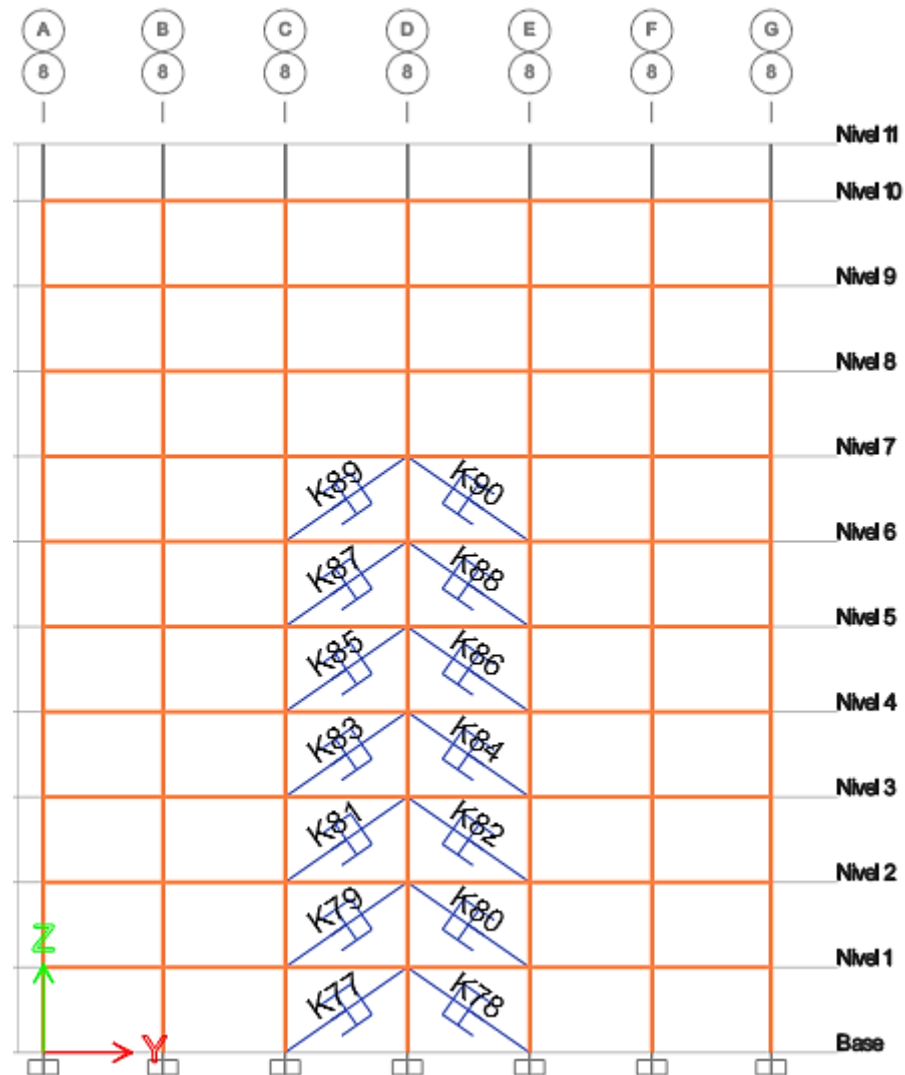 A B C D E F G
8 8 8 8 8 8 8
Nivel 11
Nivel 10
Nivel 9
Nivel 8
Nivel 7
K89 K90
Nivel 6
K87 K88
Nivel 5
K85 K86
Nivel 4
K83 K84
Nivel 3
K81 K82
Nivel 2
K79 K80
Z
Nivel 1
K77 K78
Y
Base